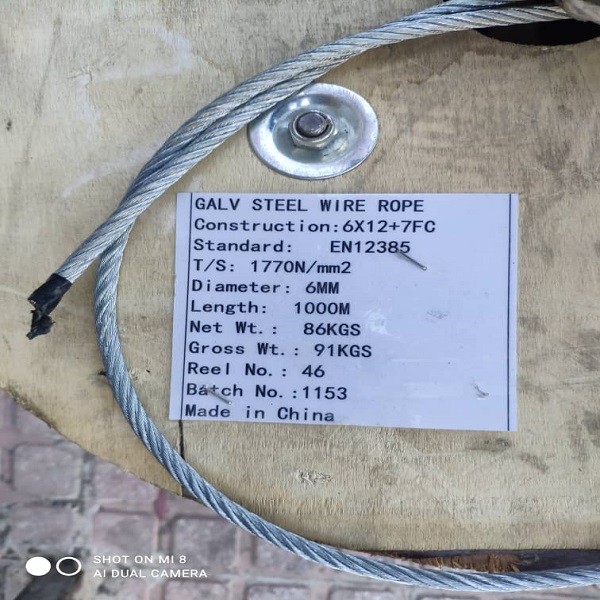 GALV STEEL WIRE ROPE
Construction:6X12+7FC
Standard: EN12385
T/S: 1770N/mm2
Diameter: 6MM
Length: 1000M
Net Wt.: 86KGS
Gross Wt.: 91KGS
Reel No.: 46
Batch No.:1153
Made in China
SHOT ON MI 8
AI DUAL CAMERA